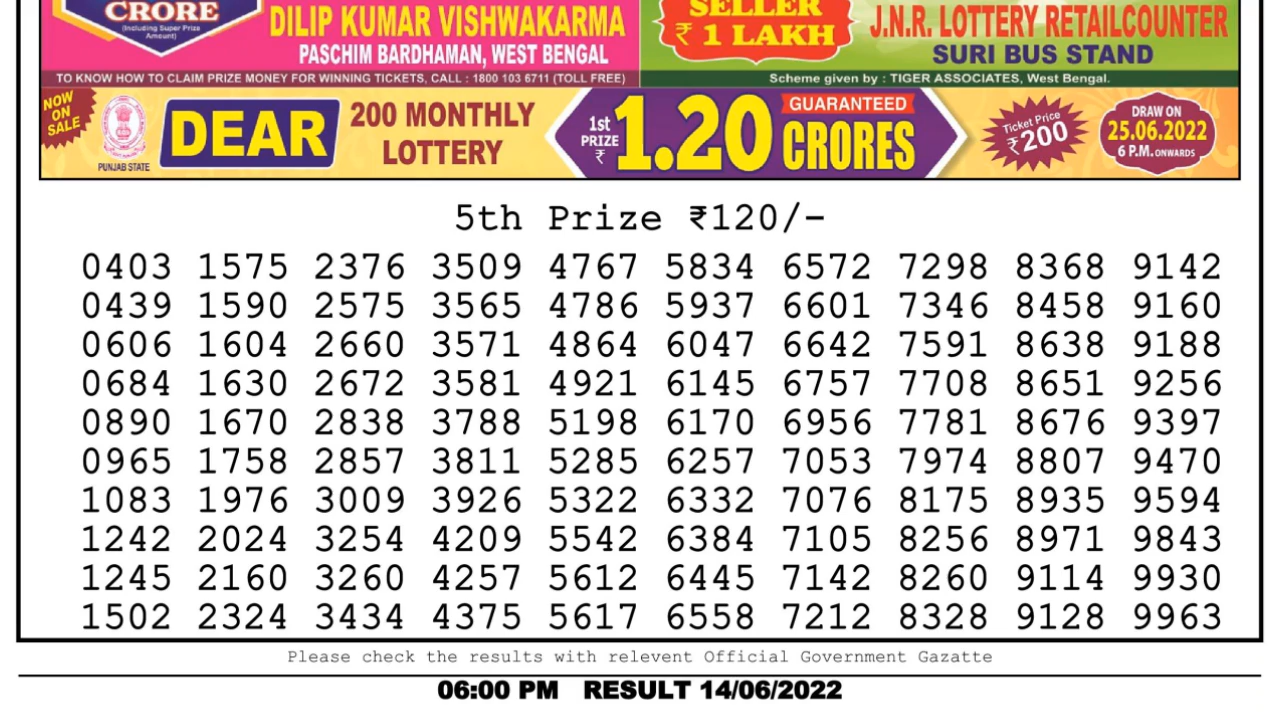 CRORE
(Including Super Prize Amount)
DILIP KUMAR VISHWAKARMA
PASCHIM BARDHAMAN, WEST BENGAL
SELLER
₹ 1 LAKH
J.N.R. LOTTERY RETAILCOUNTER
SURI BUS STAND
TO KNOW HOW TO CLAIM PRIZE MONEY FOR WINNING TICKETS, CALL : 1800 103 6711 (TOLL FREE)
Scheme given by : TIGER ASSOCIATES, West Bengal.
NOW ON SALE
PUNJAB STATE
DEAR
200 MONTHLY
LOTTERY
1st PRIZE ₹
1.20
GUARANTEED
CRORES
Ticket Price
₹200
DRAW ON
25.06.2022
6 P.M. ONWARDS
5th Prize ₹120/-
0403 1575 2376 3509 4767 5834 6572 7298 8368 9142
0439 1590 2575 3565 4786 5937 6601 7346 8458 9160
0606 1604 2660 3571 4864 6047 6642 7591 8638 9188
0684 1630 2672 3581 4921 6145 6757 7708 8651 9256
0890 1670 2838 3788 5198 6170 6956 7781 8676 9397
0965 1758 2857 3811 5285 6257 7053 7974 8807 9470
1083 1976 3009 3926 5322 6332 7076 8175 8935 9594
1242 2024 3254 4209 5542 6384 7105 8256 8971 9843
1245 2160 3260 4257 5612 6445 7142 8260 9114 9930
1502 2324 3434 4375 5617 6558 7212 8328 9128 9963
Please check the results with relevent Official Government Gazatte
06:00 PM RESULT 14/06/2022